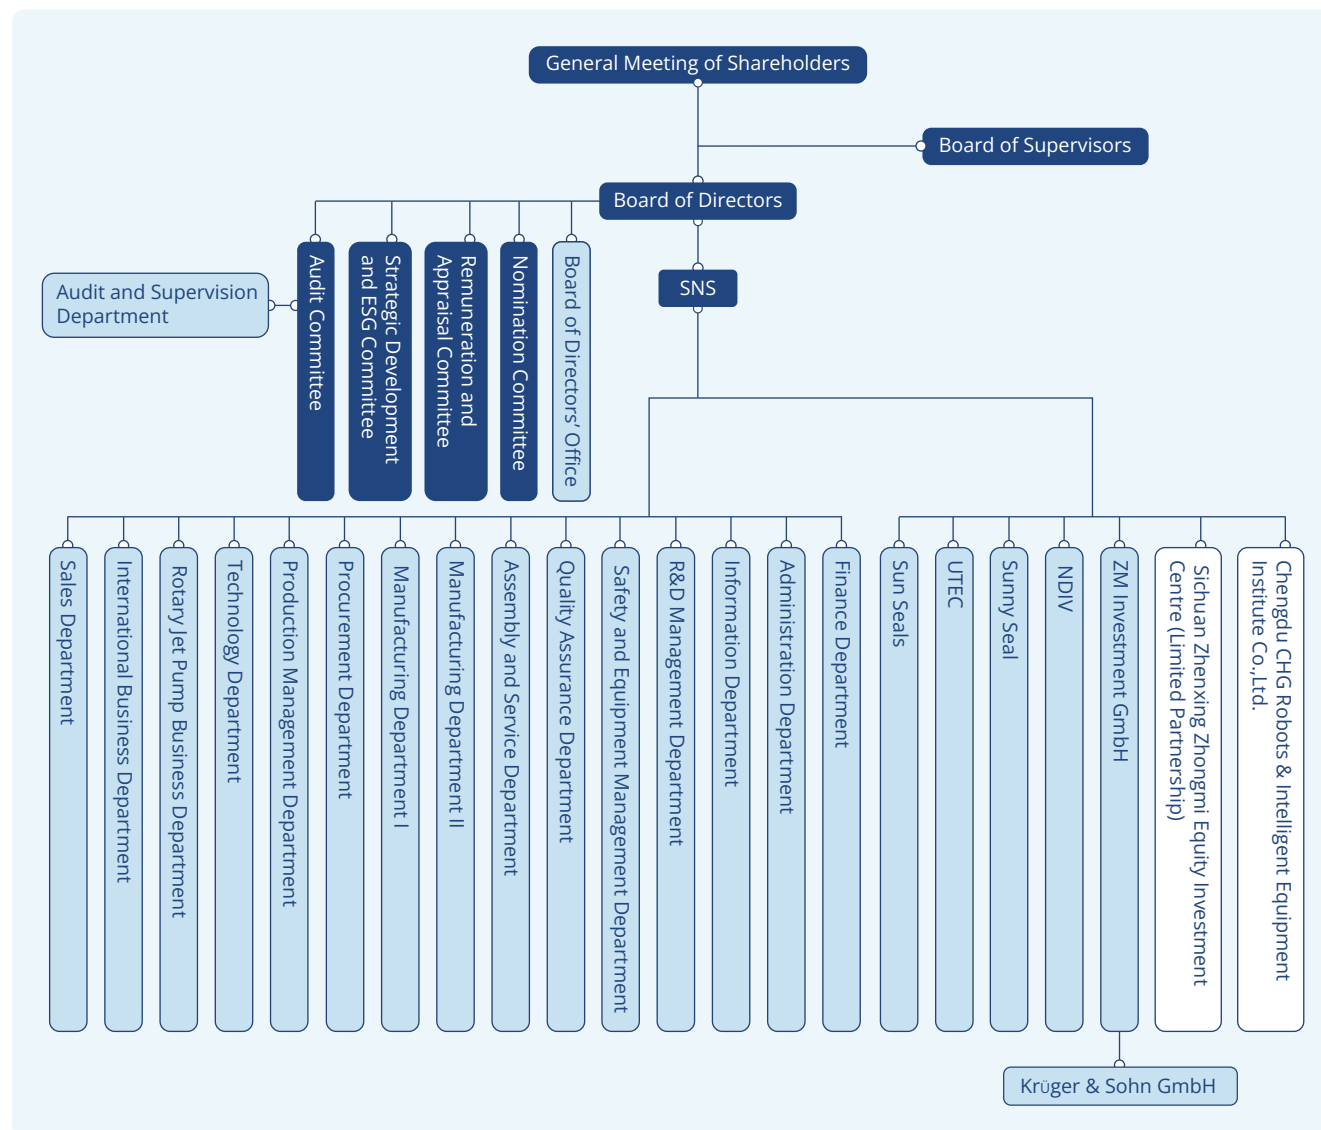 General Meeting of Shareholders
Board of Supervisors
Board of Directors
SNS
Audit and Supervision
Department
Audit Committee
Strategic Development
and ESG Committee
Remuneration and
Appraisal Committee
Nomination Committee
Board of Directors’ Office
Sales Department
International Business Department
Rotary Jet Pump Business Department
Technology Department
Production Management Department
Procurement Department
Manufacturing Department I
Manufacturing Department II
Assembly and Service Department
Quality Assurance Department
Safety and Equipment Management Department
R&D Management Department
Information Department
Administration Department
Finance Department
Sun Seals
UTEC
Sunny Seal
NDIV
ZM Investment GmbH
Sichuan Zhenxing Zhongmi Equity Investment
Centre (Limited Partnership)
Chengdu CHG Robots & Intelligent Equipment
Institute Co.,Ltd.
Krüger & Sohn GmbH